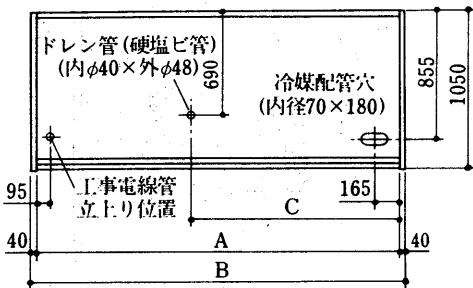 ドレン管(硬塩ビ管)
(内φ40×外φ48)
690
冷媒配管穴
(内径70×180)
855
1050
95
工事電線管
立上り位置
165
C
40
A
40
B